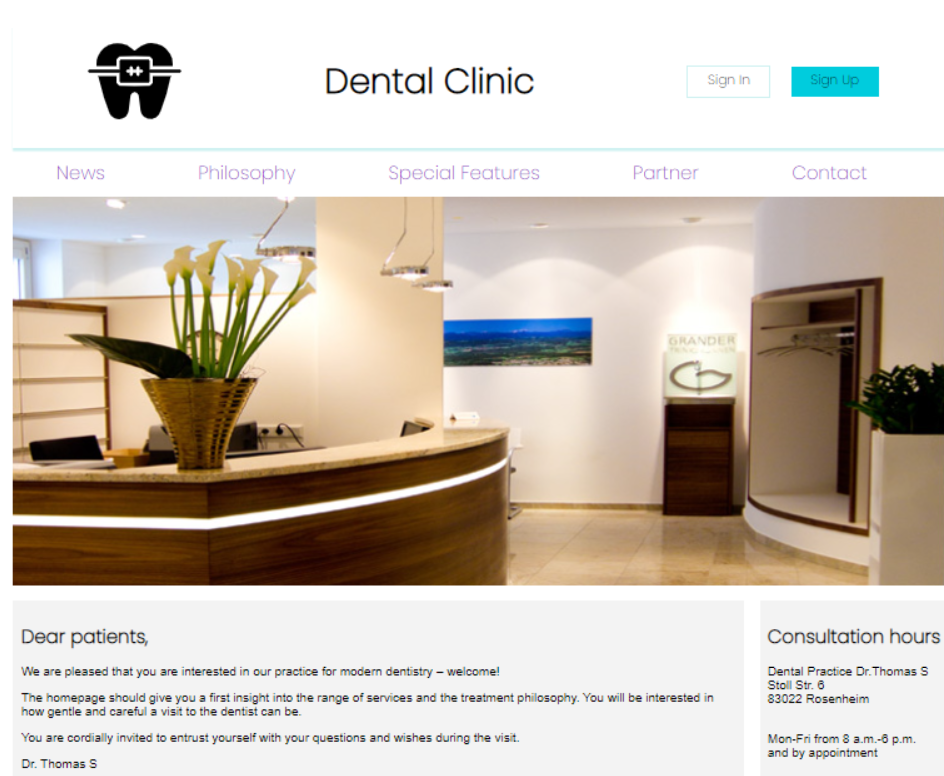 Dental Clinic
Sign In
Sign Up
News
Philosophy
Special Features
Partner
Contact
GRANDER
Dear patients,
We are pleased that you are interested in our practice for modern dentistry – welcome!
The homepage should give you a first insight into the range of services and the treatment philosophy. You will be interested in
how gentle and careful a visit to the dentist can be.
You are cordially invited to entrust yourself with your questions and wishes during the visit.
Dr. Thomas S
Consultation hours
Dental Practice Dr.Thomas S
Stoll Str. 6
83022 Rosenheim
Mon-Fri from 8 a.m.-6 p.m.
and by appointment